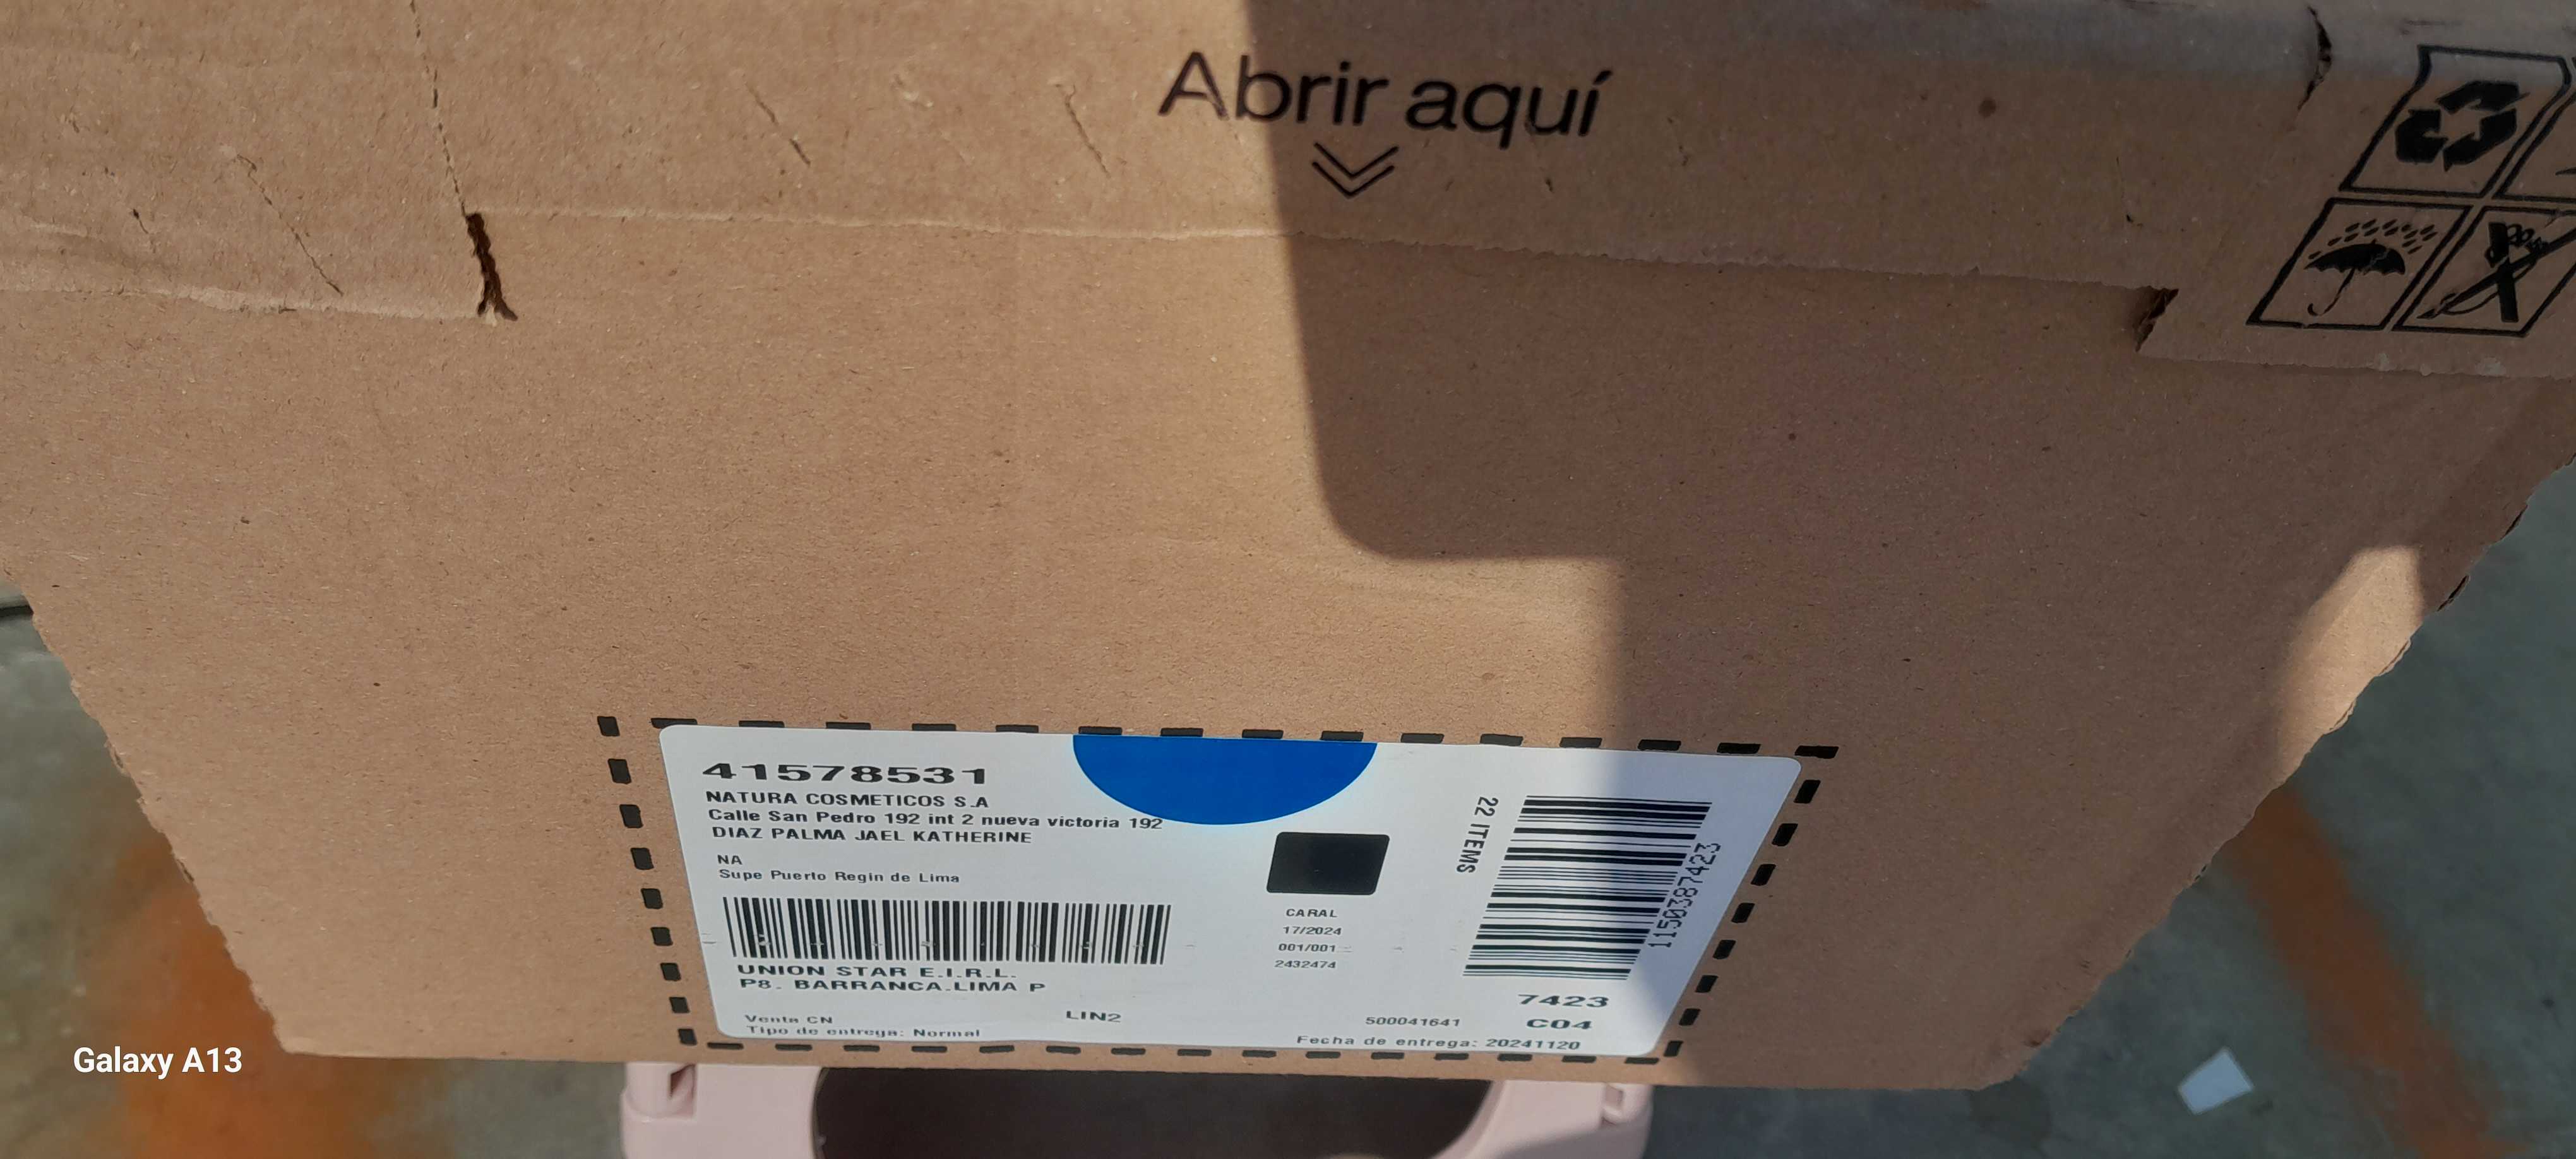 Abrir aquí
41578531
NATURA COSMETICOS S.A
Calle San Pedro 192 int 2 nueva victoria 192
DIAZ PALMA JAEL KATHERINE
NA
Supe Puerto Regin de Lima
UNION STAR E.I.R.L.
P8. BARRANCA.LIMA P
Venta CN
LIN2
Tipo de entrega: Normal
CARAL
17/2024
001/001
2432474
22 ITEMS
1150387423
7423
500041641
C04
Fecha de entrega: 20241120
Galaxy A13